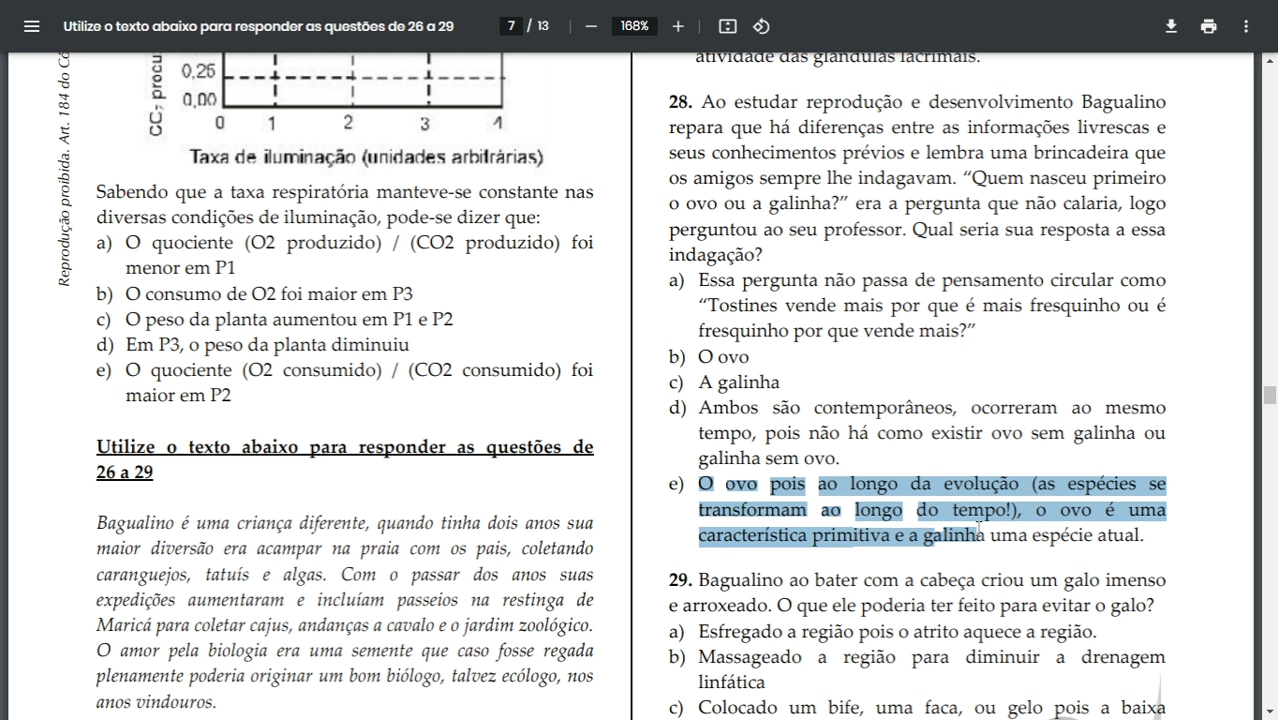 Utilize o texto abaixo para responder as questões de 26 a 29
7 / 13
168%
Reprodução proibida. Art. 184 do Có
CC₂ procu
0,25
0,00
0 1 2 3 4
Taxa de iluminação (unidades arbitrárias)
Sabendo que a taxa respiratória manteve-se constante nas
diversas condições de iluminação, pode-se dizer que:
a) O quociente (O2 produzido) / (CO2 produzido) foi
menor em P1
b) O consumo de O2 foi maior em P3
c) O peso da planta aumentou em P1 e P2
d) Em P3, o peso da planta diminuiu
e) O quociente (O2 consumido) / (CO2 consumido) foi
maior em P2
Utilize o texto abaixo para responder as questões de
26 a 29
Bagualino é uma criança diferente, quando tinha dois anos sua
maior diversão era acampar na praia com os pais, coletando
caranguejos, tatuís e algas. Com o passar dos anos suas
expedições aumentaram e incluíam passeios na restinga de
Maricá para coletar cajus, andanças a cavalo e o jardim zoológico.
O amor pela biologia era uma semente que caso fosse regada
plenamente poderia originar um bom biólogo, talvez ecólogo, nos
anos vindouros.
atividade das glândulas lacrimais.
28. Ao estudar reprodução e desenvolvimento Bagualino
repara que há diferenças entre as informações livrescas e
seus conhecimentos prévios e lembra uma brincadeira que
os amigos sempre lhe indagavam. “Quem nasceu primeiro
o ovo ou a galinha?” era a pergunta que não calaria, logo
perguntou ao seu professor. Qual seria sua resposta a essa
indagação?
a) Essa pergunta não passa de pensamento circular como
“Tostines vende mais por que é mais fresquinho ou é
fresquinho por que vende mais?”
b) O ovo
c) A galinha
d) Ambos são contemporâneos, ocorreram ao mesmo
tempo, pois não há como existir ovo sem galinha ou
galinha sem ovo.
e) O ovo pois ao longo da evolução (as espécies se
transformam ao longo do tempo!), o ovo é uma
característica primitiva e a galinha uma espécie atual.
29. Bagualino ao bater com a cabeça criou um galo imenso
e arroxeado. O que ele poderia ter feito para evitar o galo?
a) Esfregado a região pois o atrito aquece a região.
b) Massageado a região para diminuir a drenagem
linfática
c) Colocado um bife, uma faca, ou gelo pois a baixa